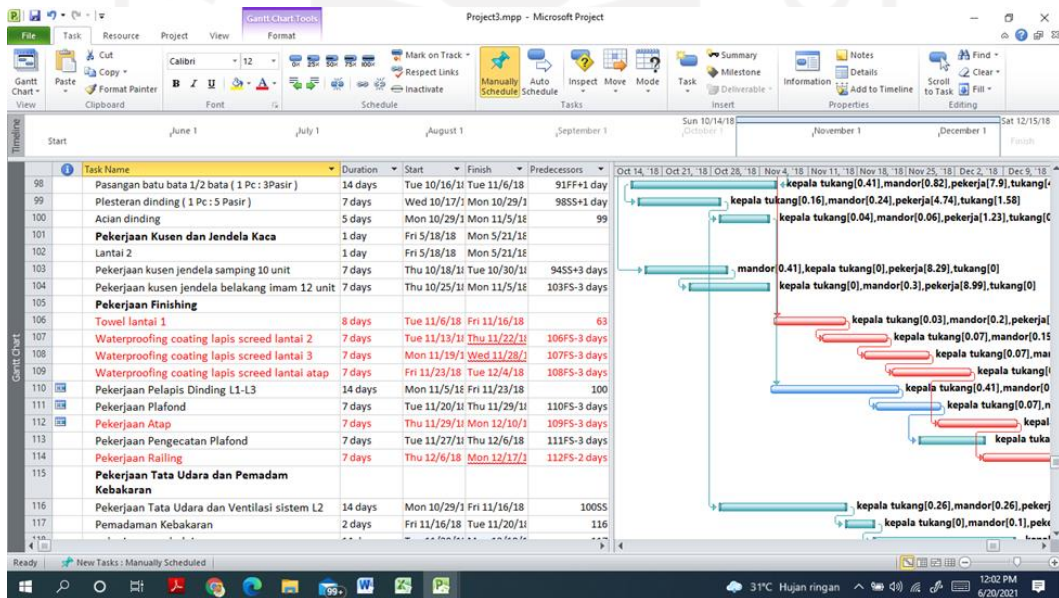 Gantt Chart Tools
Project3.mpp - Microsoft Project
File Task Resource Project View Format
Gantt Chart
View
Paste
Cut
Copy
Format Painter
Clipboard
Calibri 12
B I U
Font
0% 25% 50% 75% 100%
Mark on Track
Respect Links
Inactivate
Schedule
Manually Schedule
Auto Schedule
Inspect Move Mode
Tasks
Task
Summary
Milestone
Deliverable
Insert
Information
Notes
Details
Add to Timeline
Properties
Scroll to Task
Find
Clear
Fill
Editing
Timeline
Start
June 1 July 1 August 1 September 1 October 1 November 1 December 1
Sun 10/14/18
Sat 12/15/18
Finish
Task Name Duration Start Finish Predecessors
Oct 14, '18 Oct 21, '18 Oct 28, '18 Nov 4, '18 Nov 11, '18 Nov 18, '18 Nov 25, '18 Dec 2, '18 Dec 9, '18
98 Pasangan batu bata 1/2 bata ( 1 Pc : 3Pasir ) 14 days Tue 10/16/18 Tue 11/6/18 91FF+1 day kepala tukang[0.41],mandor[0.82],pekerja[7.9],tukang[
99 Plesteran dinding ( 1 Pc : 5 Pasir ) 7 days Wed 10/17/1 Mon 10/29/1 98SS+1 day kepala tukang[0.16],mandor[0.24],pekerja[4.74],tukang[1.58]
100 Acian dinding 5 days Mon 10/29/1 Mon 11/5/18 99 kepala tukang[0.04],mandor[0.06],pekerja[1.23],tukang[0
101 Pekerjaan Kusen dan Jendela Kaca 1 day Fri 5/18/18 Mon 5/21/18
102 Lantai 2 1 day Fri 5/18/18 Mon 5/21/18
103 Pekerjaan kusen jendela samping 10 unit 7 days Thu 10/18/18 Tue 10/30/18 94SS+3 days mandor[0.41],kepala tukang[0],pekerja[8.29],tukang[0]
104 Pekerjaan kusen jendela belakang imam 12 unit 7 days Thu 10/25/18 Mon 11/5/18 103FS-3 days kepala tukang[0],mandor[0.3],pekerja[8.99],tukang[0]
105 Pekerjaan Finishing
106 Towel lantai 1 8 days Tue 11/6/18 Fri 11/16/18 63 kepala tukang[0.03],mandor[0.2],pekerja[
107 Waterproofing coating lapis screed lantai 2 7 days Tue 11/13/18 Thu 11/22/18 106FS-3 days kepala tukang[0.07],mandor[0.15
108 Waterproofing coating lapis screed lantai 3 7 days Mon 11/19/1 Wed 11/28/1 107FS-3 days kepala tukang[0.07],mar
109 Waterproofing coating lapis screed lantai atap 7 days Fri 11/23/18 Tue 12/4/18 108FS-3 days kepala tukang[
110 Pekerjaan Pelapis Dinding L1-L3 14 days Mon 11/5/18 Fri 11/23/18 100 kepala tukang[0.41],mandor[0
111 Pekerjaan Plafond 7 days Tue 11/20/18 Thu 11/29/18 110FS-3 days kepala tukang[0.07],n
112 Pekerjaan Atap 7 days Thu 11/29/18 Mon 12/10/1 109FS-3 days kepal
113 Pekerjaan Pengecatan Plafond 7 days Tue 11/27/18 Thu 12/6/18 111FS-3 days kepala tuka
114 Pekerjaan Railing 7 days Thu 12/6/18 Mon 12/17/1 112FS-2 days
115 Pekerjaan Tata Udara dan Pemadam
Kebakaran
116 Pekerjaan Tata Udara dan Ventilasi sistem L2 14 days Mon 10/29/1 Fri 11/16/18 100SS kepala tukang[0.26],mandor[0.26],pekerj
117 Pemadaman Kebakaran 2 days Fri 11/16/18 Tue 11/20/18 116 kepala tukang[0],mandor[0.1],peke
Gantt Chart
Ready New Tasks : Manually Scheduled
99+
31°C Hujan ringan
12:02 PM
6/20/2021